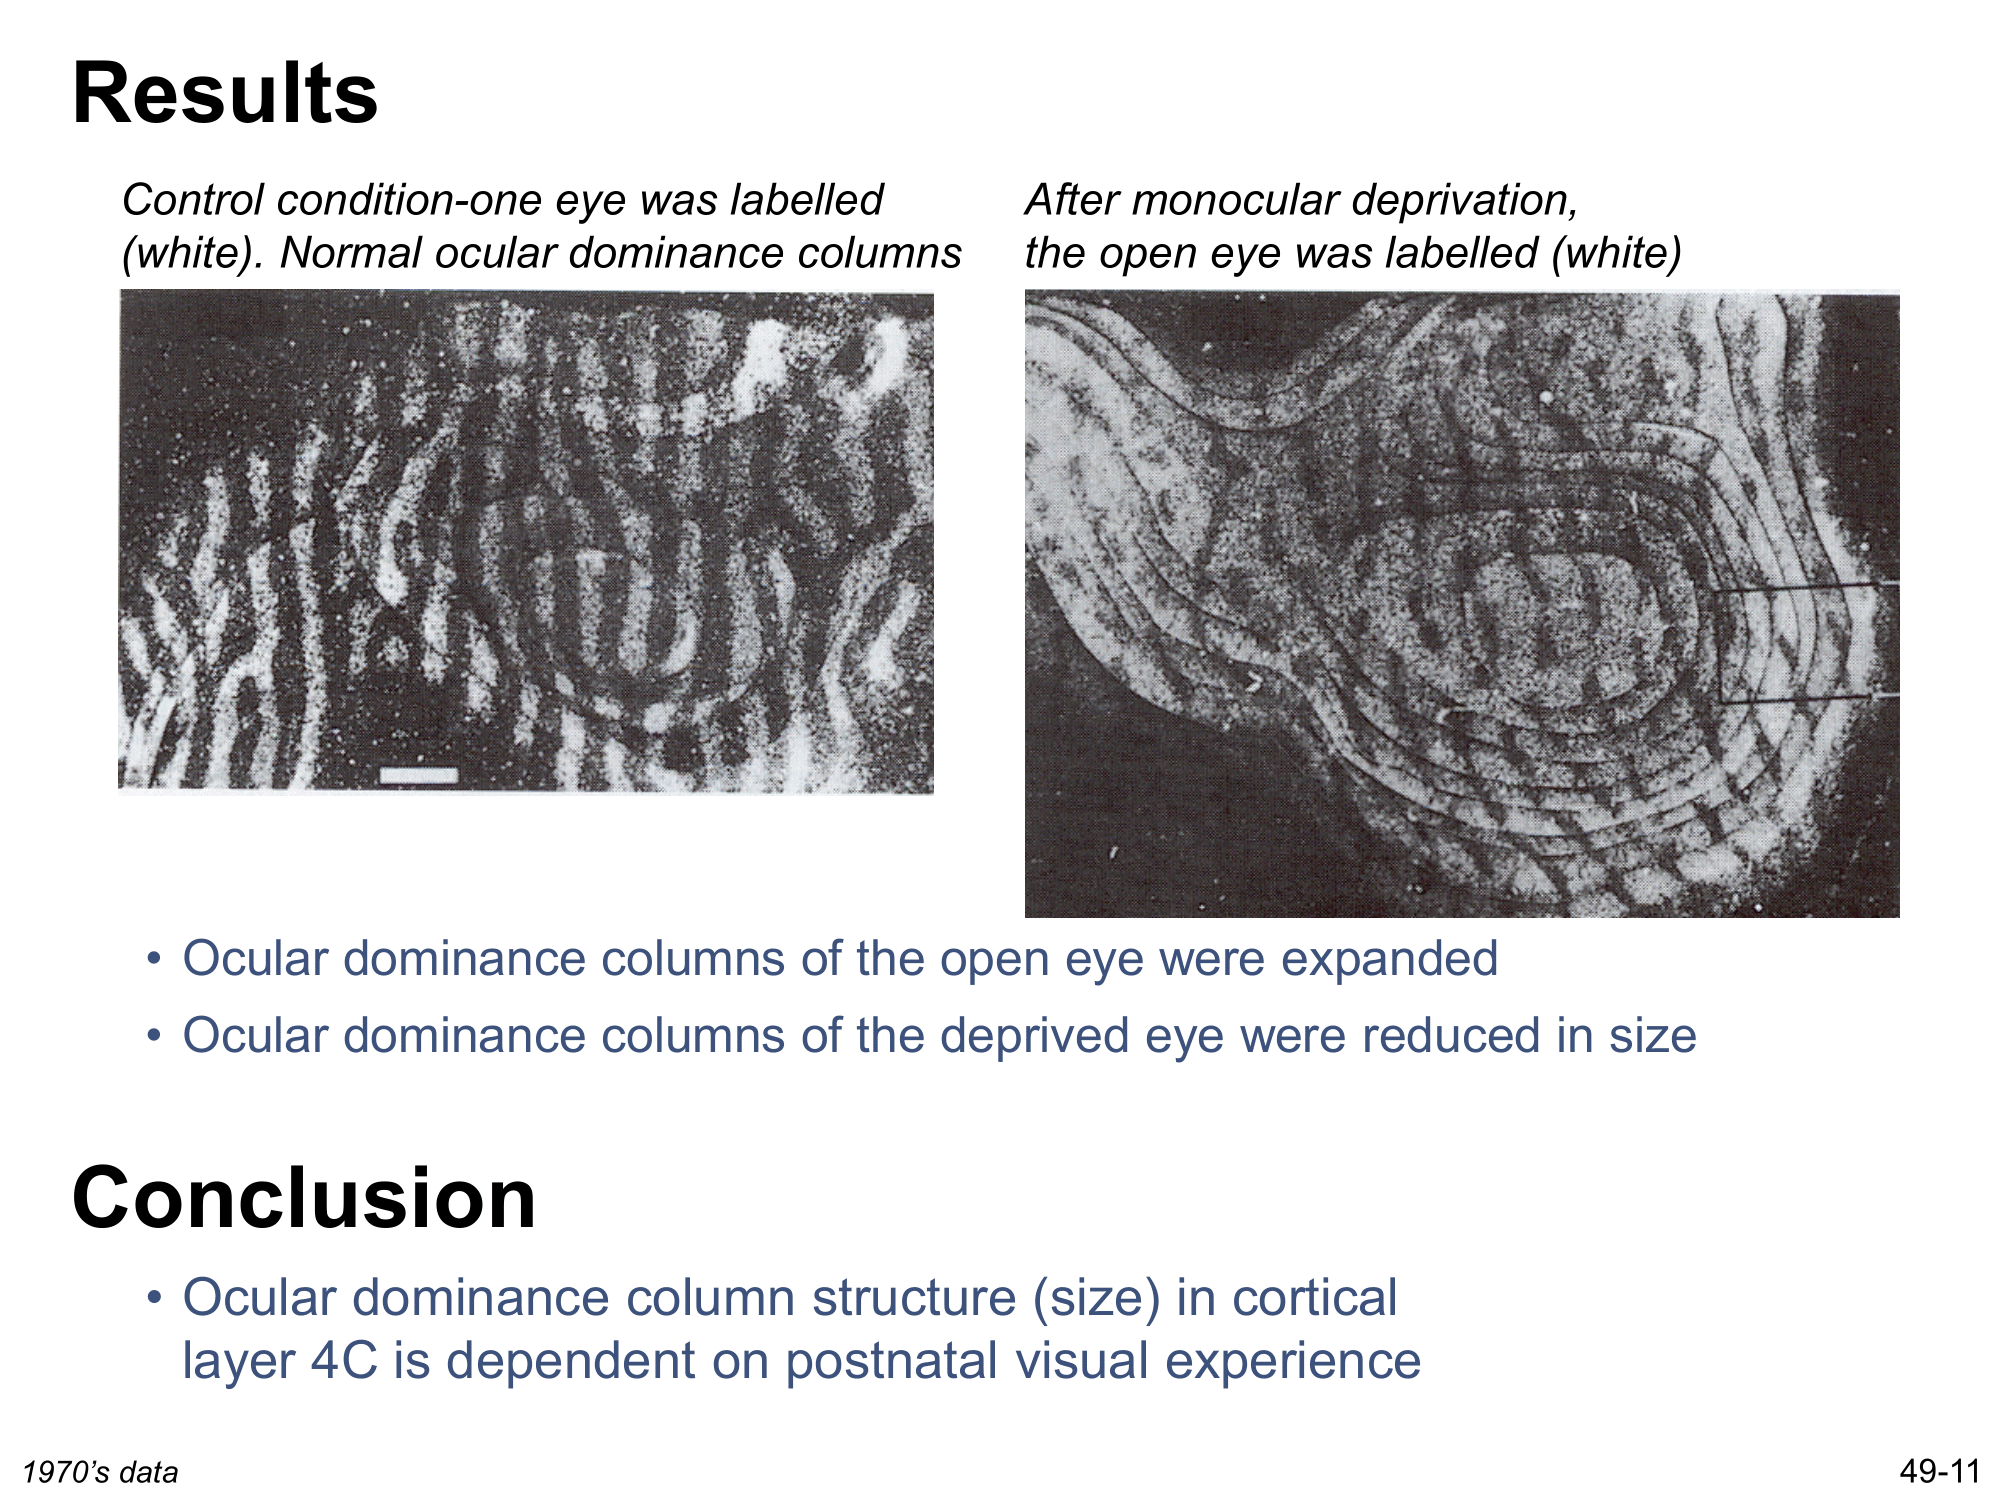 Results
Control condition-one eye was labelled
(white). Normal ocular dominance columns
After monocular deprivation,
the open eye was labelled (white)
• Ocular dominance columns of the open eye were expanded
• Ocular dominance columns of the deprived eye were reduced in size
Conclusion
• Ocular dominance column structure (size) in cortical
layer 4C is dependent on postnatal visual experience
1970’s data
49-11